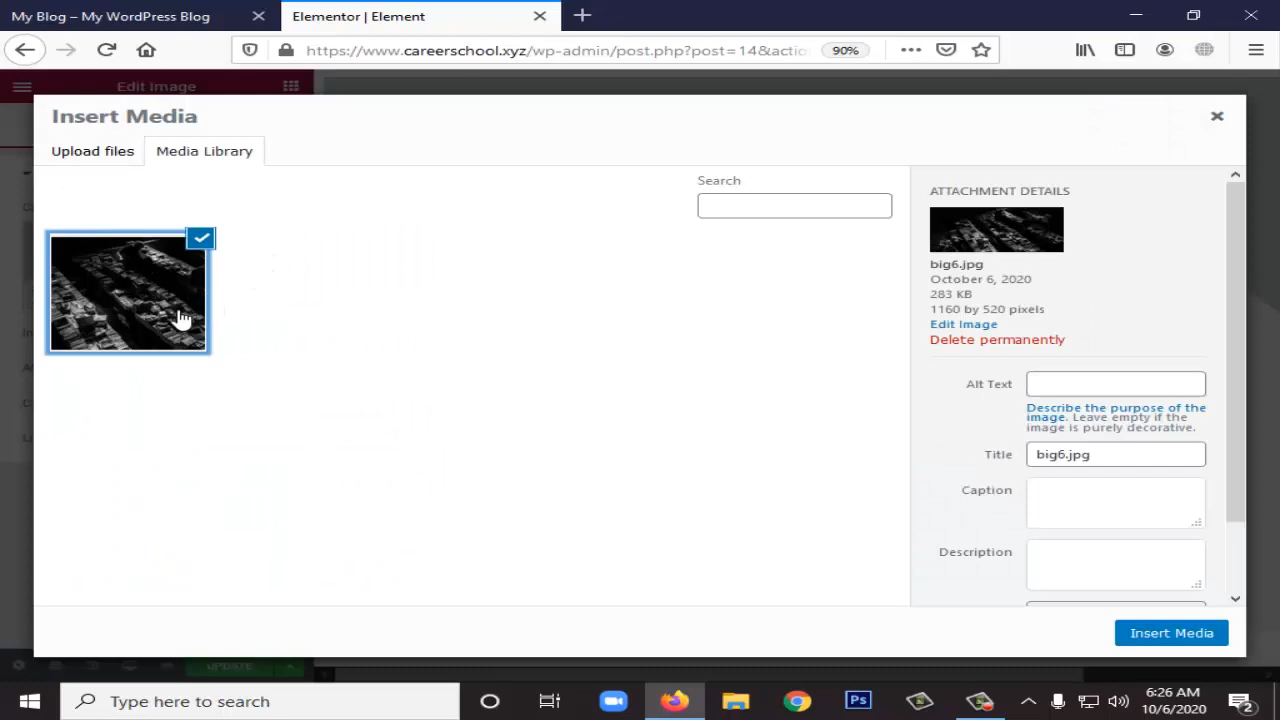 My Blog – My WordPress Blog
Elementor | Element
https://www.careerschool.xyz/wp-admin/post.php?post=14&actio
90%
Edit Image
Insert Media
Upload files
Media Library
Search
ATTACHMENT DETAILS
big6.jpg
October 6, 2020
283 KB
1160 by 520 pixels
Edit Image
Delete permanently
Alt Text
Describe the purpose of the
image. Leave empty if the
image is purely decorative.
Title
big6.jpg
Caption
Description
Insert Media
UPDATE
Type here to search
Ps
6:26 AM
10/6/2020
2